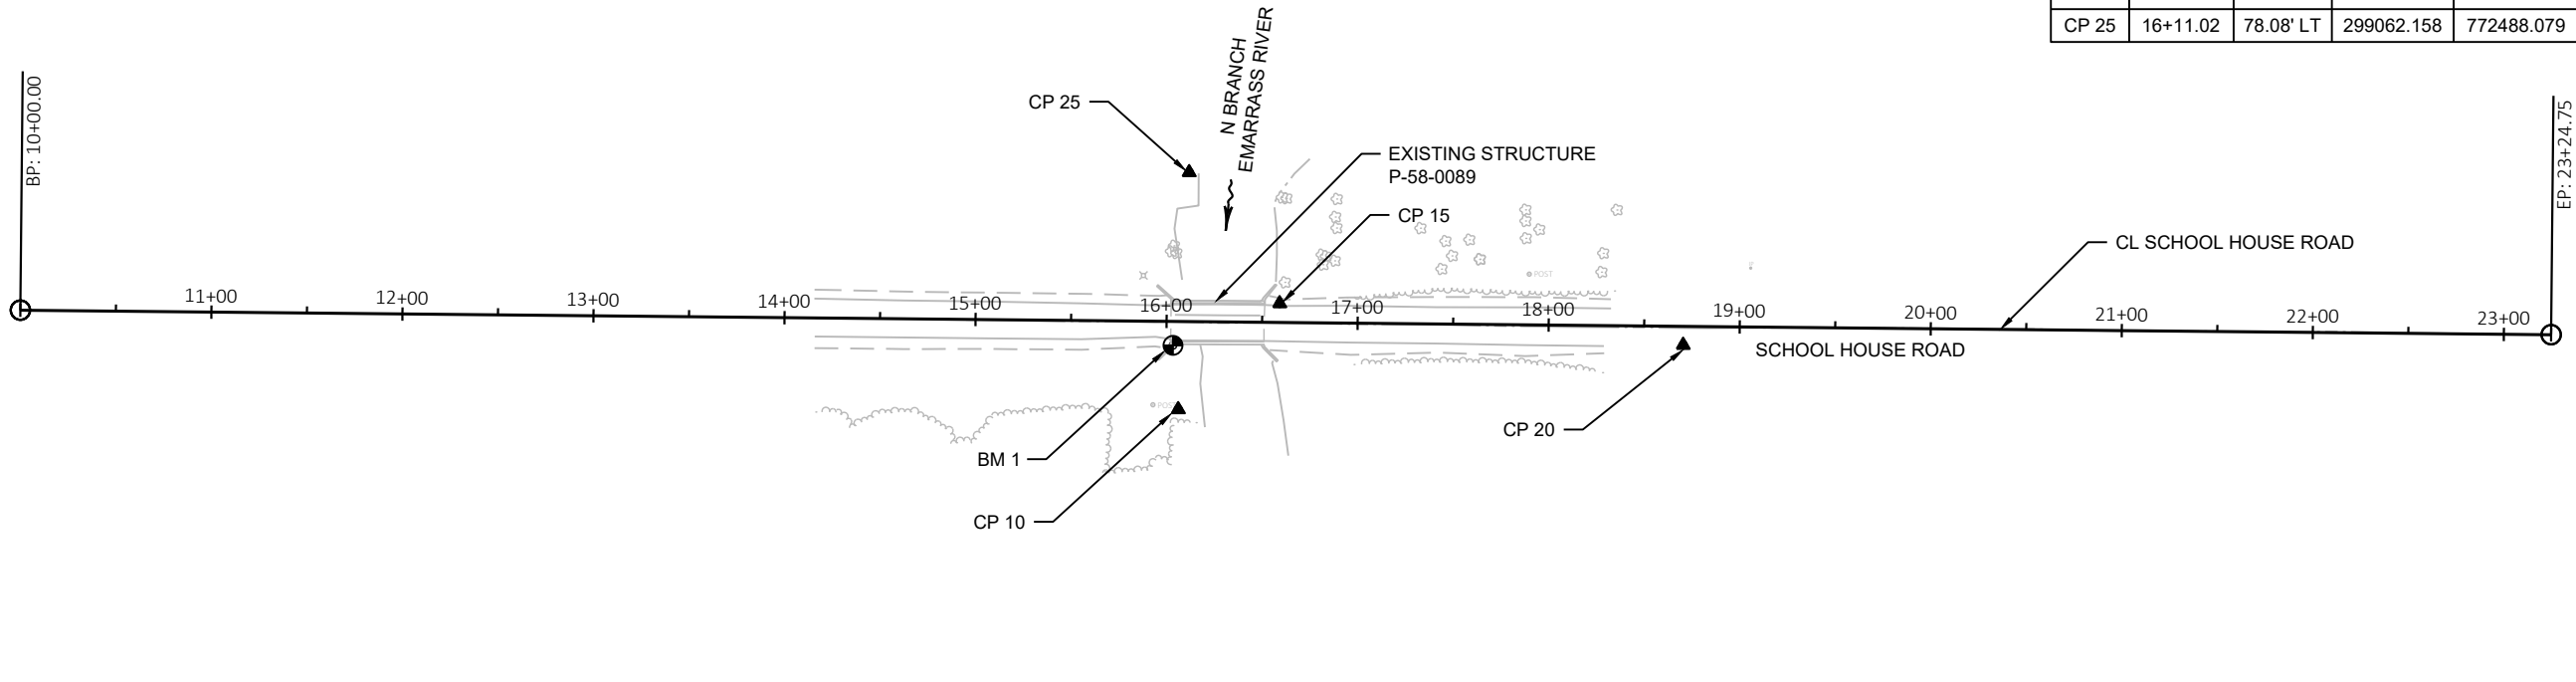 CP 25 16+11.02 78.08' LT 299062.158 772488.079
BP: 10+00.00
N BRANCH
EMARRASS RIVER
CP 25
EXISTING STRUCTURE
P-58-0089
CP 15
CL SCHOOL HOUSE ROAD
EP: 23+24.75
POST
11+00 12+00 13+00 14+00 15+00 16+00 17+00 18+00 19+00 20+00 21+00 22+00 23+00
SCHOOL HOUSE ROAD
POST
CP 20
BM 1
CP 10